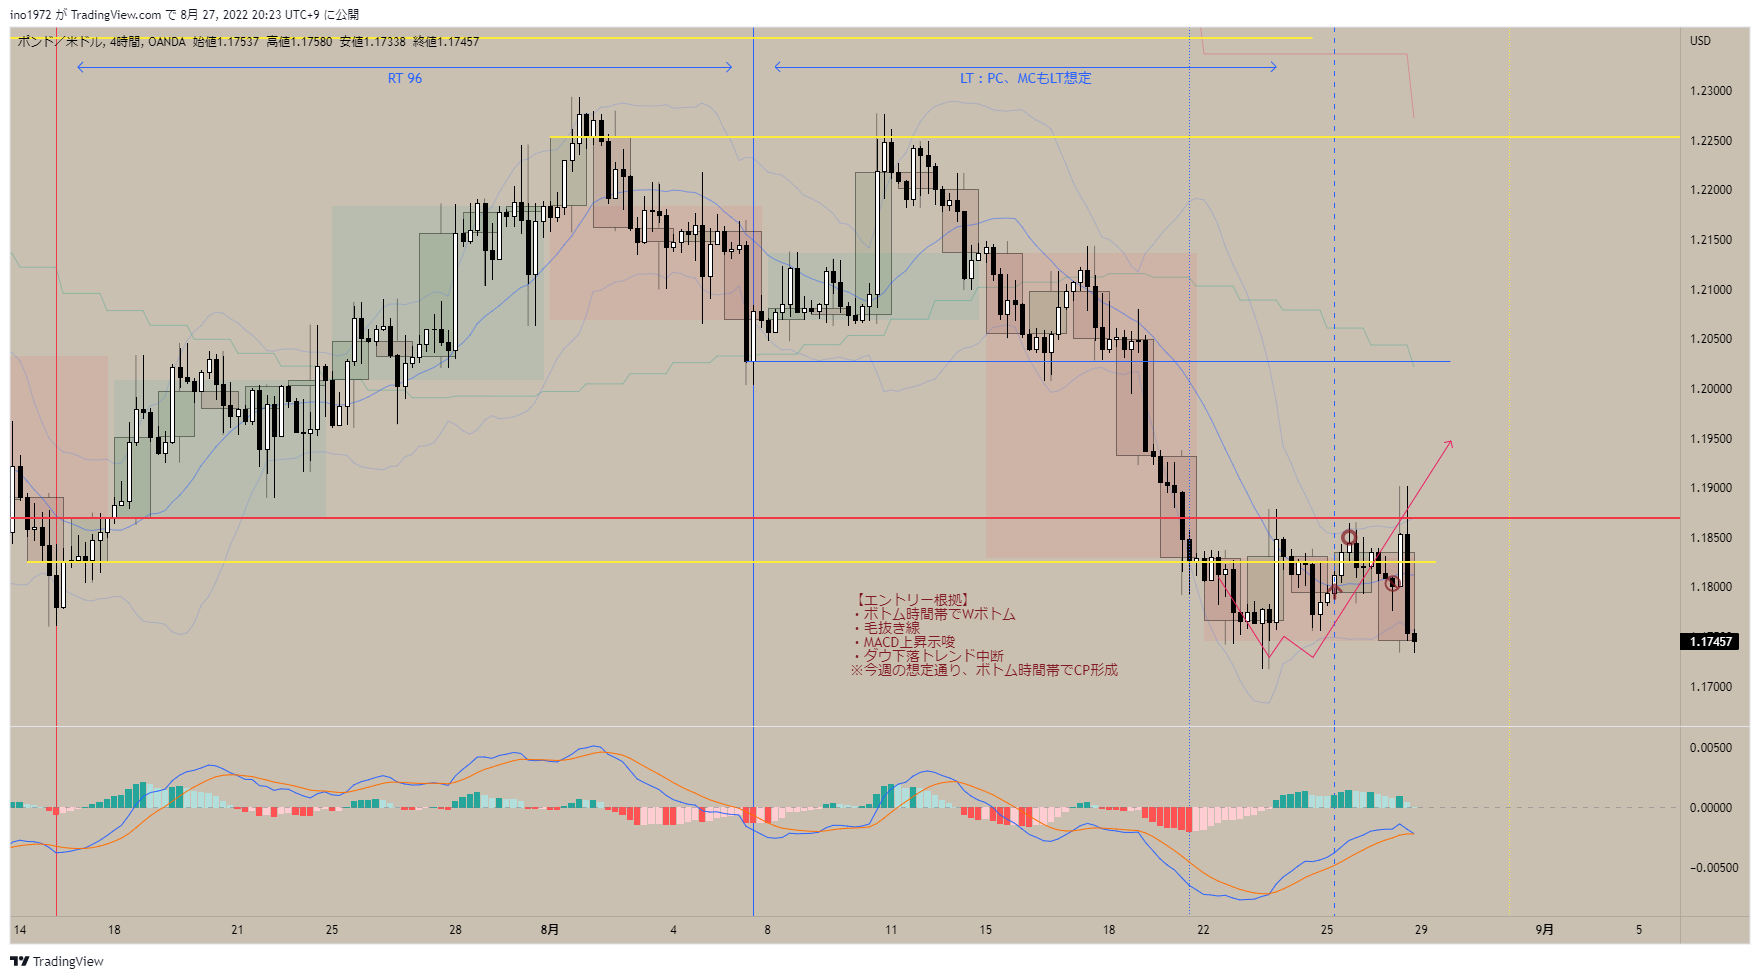 ino1972 が TradingView.com で 8月 27, 2022 20:23 UTC+9 に公開
ポンド／米ドル, 4時間, OANDA 始値1.17537 高値1.17580 安値1.17338 終値1.17457
USD
RT 96
LT：PC、MCもLT想定
1.23000
1.22500
1.22000
1.21500
1.21000
1.20500
1.20000
1.19500
1.19000
1.18500
1.18000
1.17457
1.17000
【エントリー根拠】
・ボトム時間帯でWボトム
・毛抜き線
・MACD上昇示唆
・ダウ下落トレンド中断
※今週の想定通り、ボトム時間帯でCP形成
0.00500
0.00000
−0.00500
14 18 21 25 28 8月 4 8 11 15 18 22 25 29 9月 5
TradingView